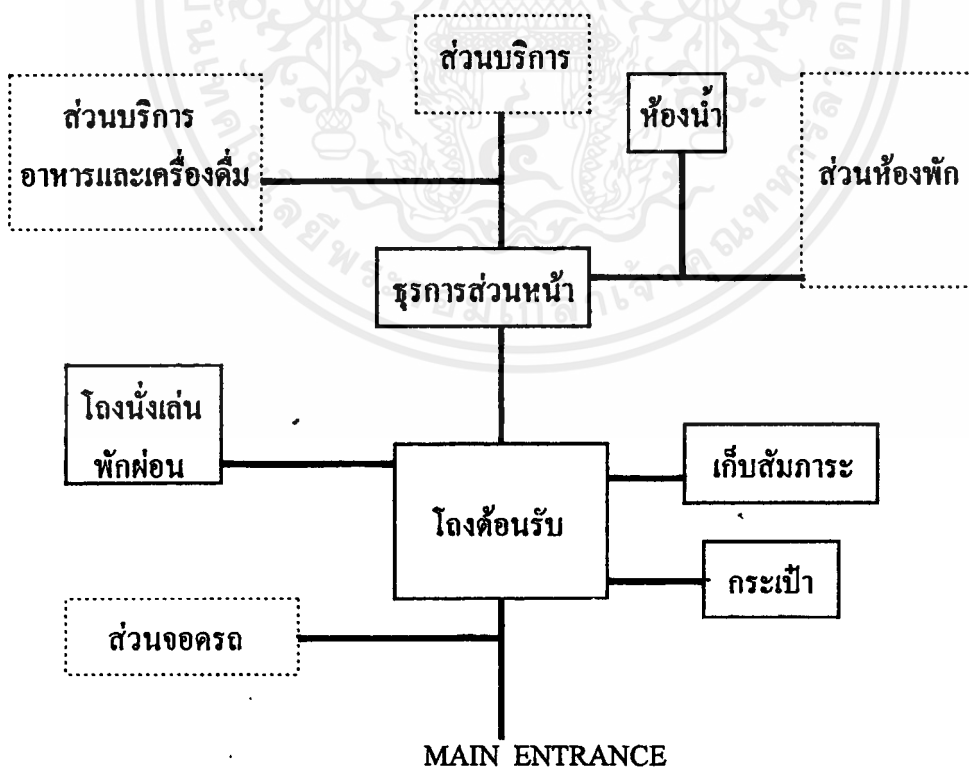 ส่วนบริการ
ห้องน้ำ
ส่วนบริการ
อาหารและเครื่องดื่ม
ส่วนห้องพัก
ธุรการส่วนหน้า
โถงนั่งเล่น
พักผ่อน
เก็บสัมภาระ
โถงต้อนรับ
กระเป๋า
ส่วนจอดรถ
MAIN ENTRANCE